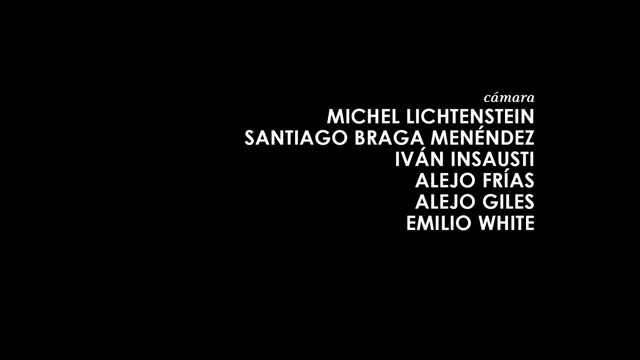 cámara
MICHEL LICHTENSTEIN
SANTIAGO BRAGA MENÉNDEZ
IVÁN INSAUSTI
ALEJO FRÍAS
ALEJO GILES
EMILIO WHITE